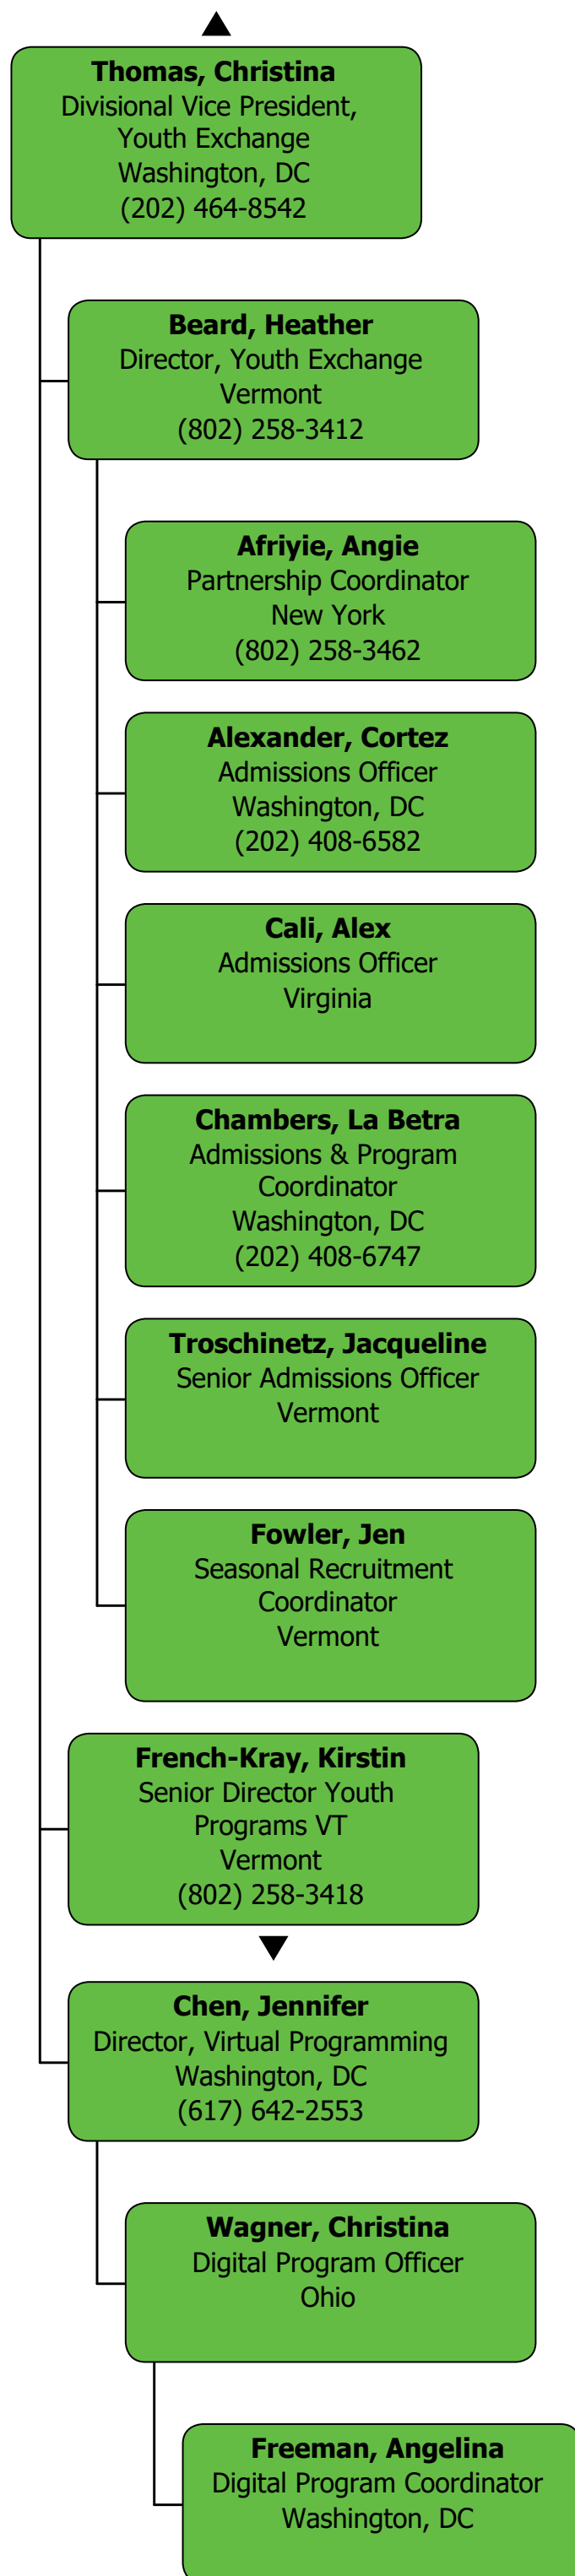 Thomas, Christina
Divisional Vice President,
Youth Exchange
Washington, DC
(202) 464-8542
Beard, Heather
Director, Youth Exchange
Vermont
(802) 258-3412
Afriyie, Angie
Partnership Coordinator
New York
(802) 258-3462
Alexander, Cortez
Admissions Officer
Washington, DC
(202) 408-6582
Cali, Alex
Admissions Officer
Virginia
Chambers, La Betra
Admissions & Program
Coordinator
Washington, DC
(202) 408-6747
Troschinetz, Jacqueline
Senior Admissions Officer
Vermont
Fowler, Jen
Seasonal Recruitment
Coordinator
Vermont
French-Kray, Kirstin
Senior Director Youth
Programs VT
Vermont
(802) 258-3418
Chen, Jennifer
Director, Virtual Programming
Washington, DC
(617) 642-2553
Wagner, Christina
Digital Program Officer
Ohio
Freeman, Angelina
Digital Program Coordinator
Washington, DC